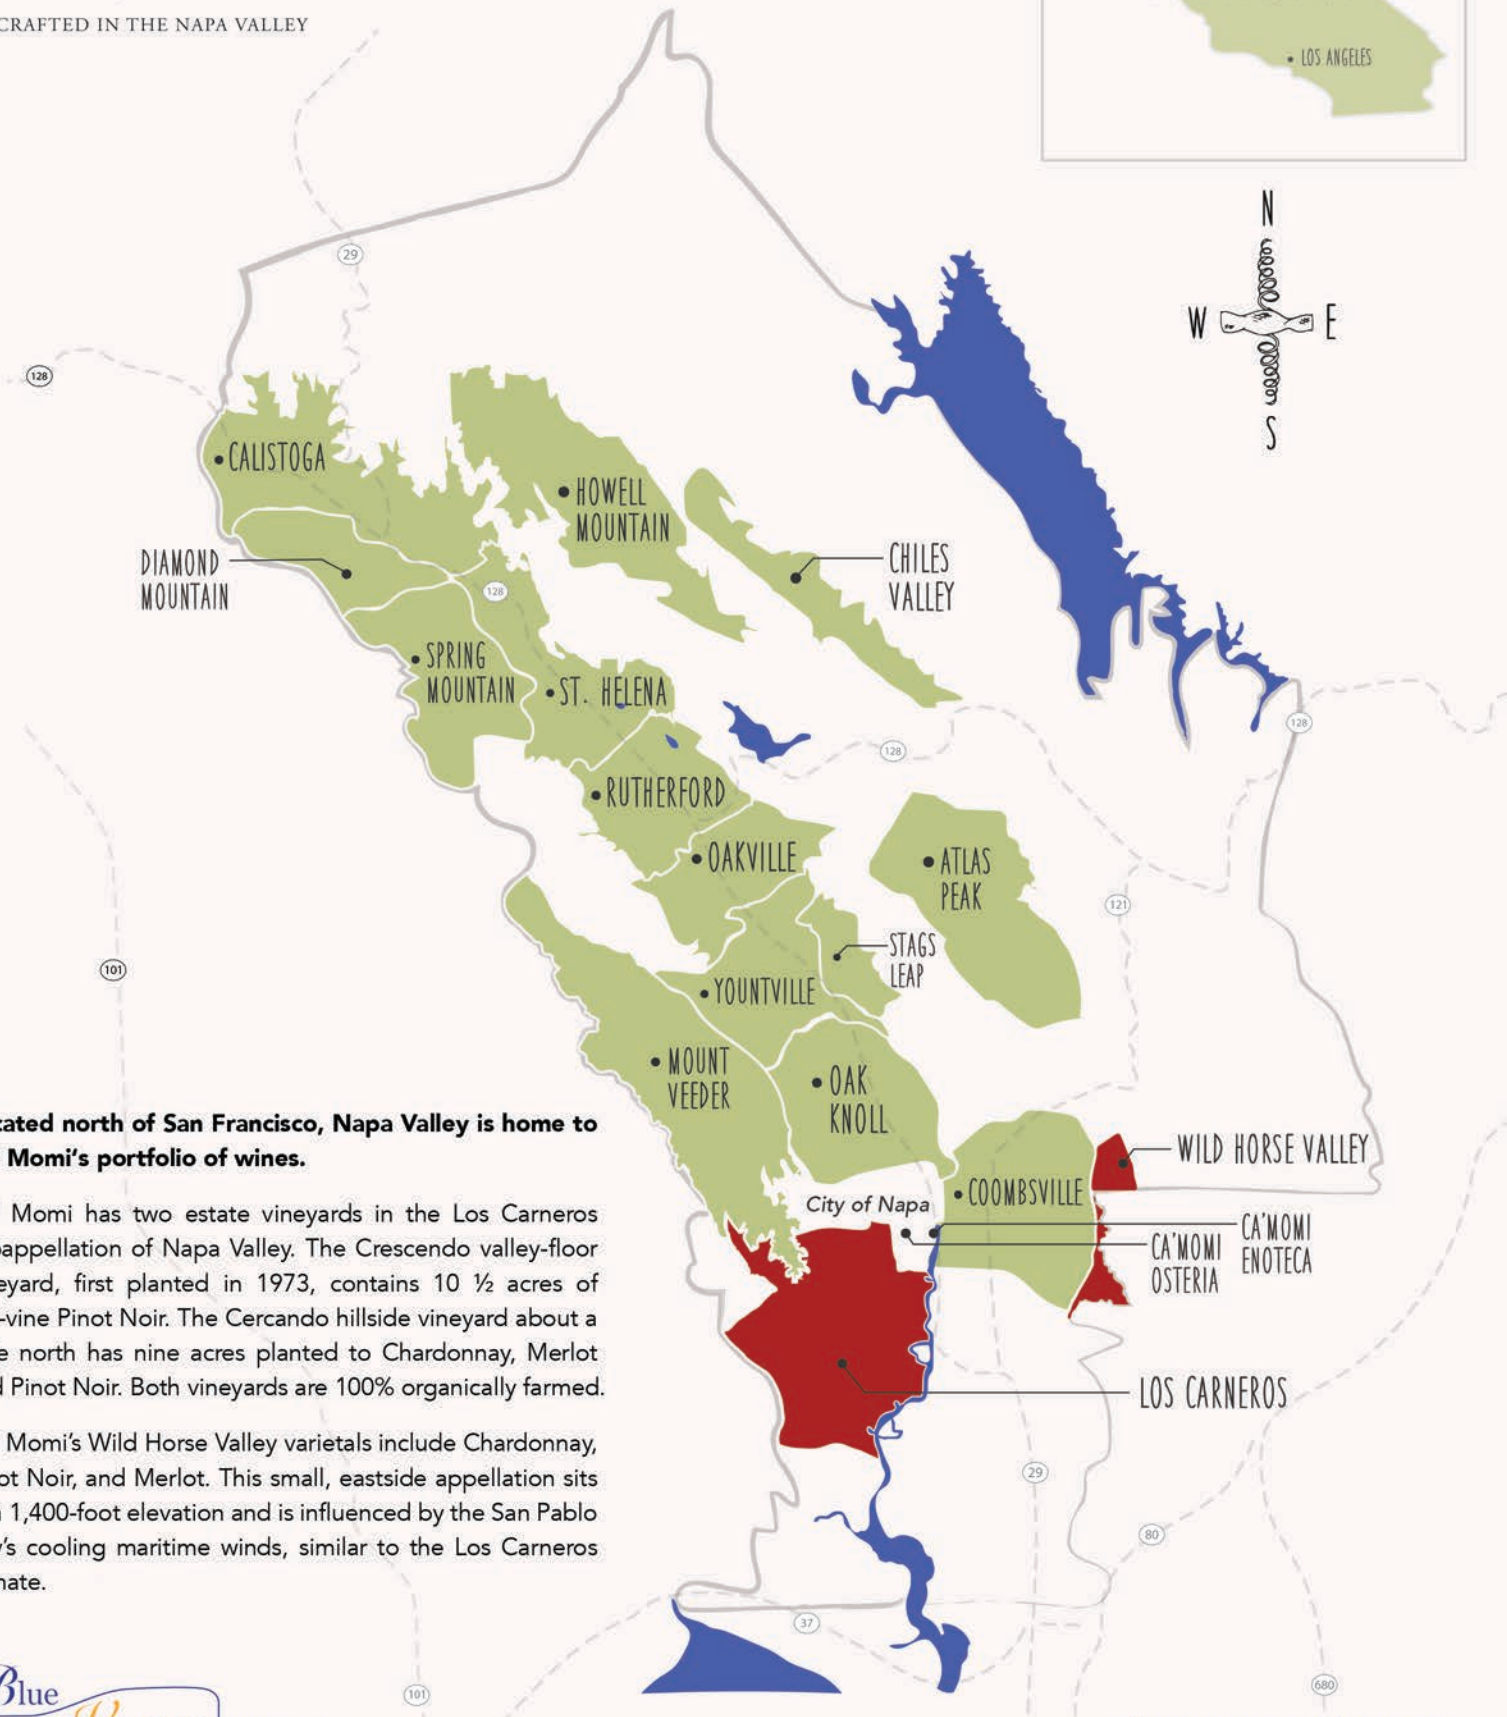 CRAFTED IN THE NAPA VALLEY
• LOS ANGELES
N
W
E
S
29
128
• CALISTOGA
• HOWELL
MOUNTAIN
DIAMOND
MOUNTAIN
CHILES
VALLEY
128
• SPRING
MOUNTAIN
• ST. HELENA
128
128
• RUTHERFORD
• OAKVILLE
• ATLAS
PEAK
121
STAGS
LEAP
101
• YOUNTVILLE
• MOUNT
VEEDER
• OAK
KNOLL
WILD HORSE VALLEY
• COOMBSVILLE
City of Napa
CA'MOMI
ENOTECA
CA'MOMI
OSTERIA
LOS CARNEROS
29
80
37
101
680
cated north of San Francisco, Napa Valley is home to
Momi's portfolio of wines.
Momi has two estate vineyards in the Los Carneros
appellation of Napa Valley. The Crescendo valley-floor
eyard, first planted in 1973, contains 10 ½ acres of
-vine Pinot Noir. The Cercando hillside vineyard about a
e north has nine acres planted to Chardonnay, Merlot
d Pinot Noir. Both vineyards are 100% organically farmed.
Momi's Wild Horse Valley varietals include Chardonnay,
ot Noir, and Merlot. This small, eastside appellation sits
1,400-foot elevation and is influenced by the San Pablo
y's cooling maritime winds, similar to the Los Carneros
mate.
Blue